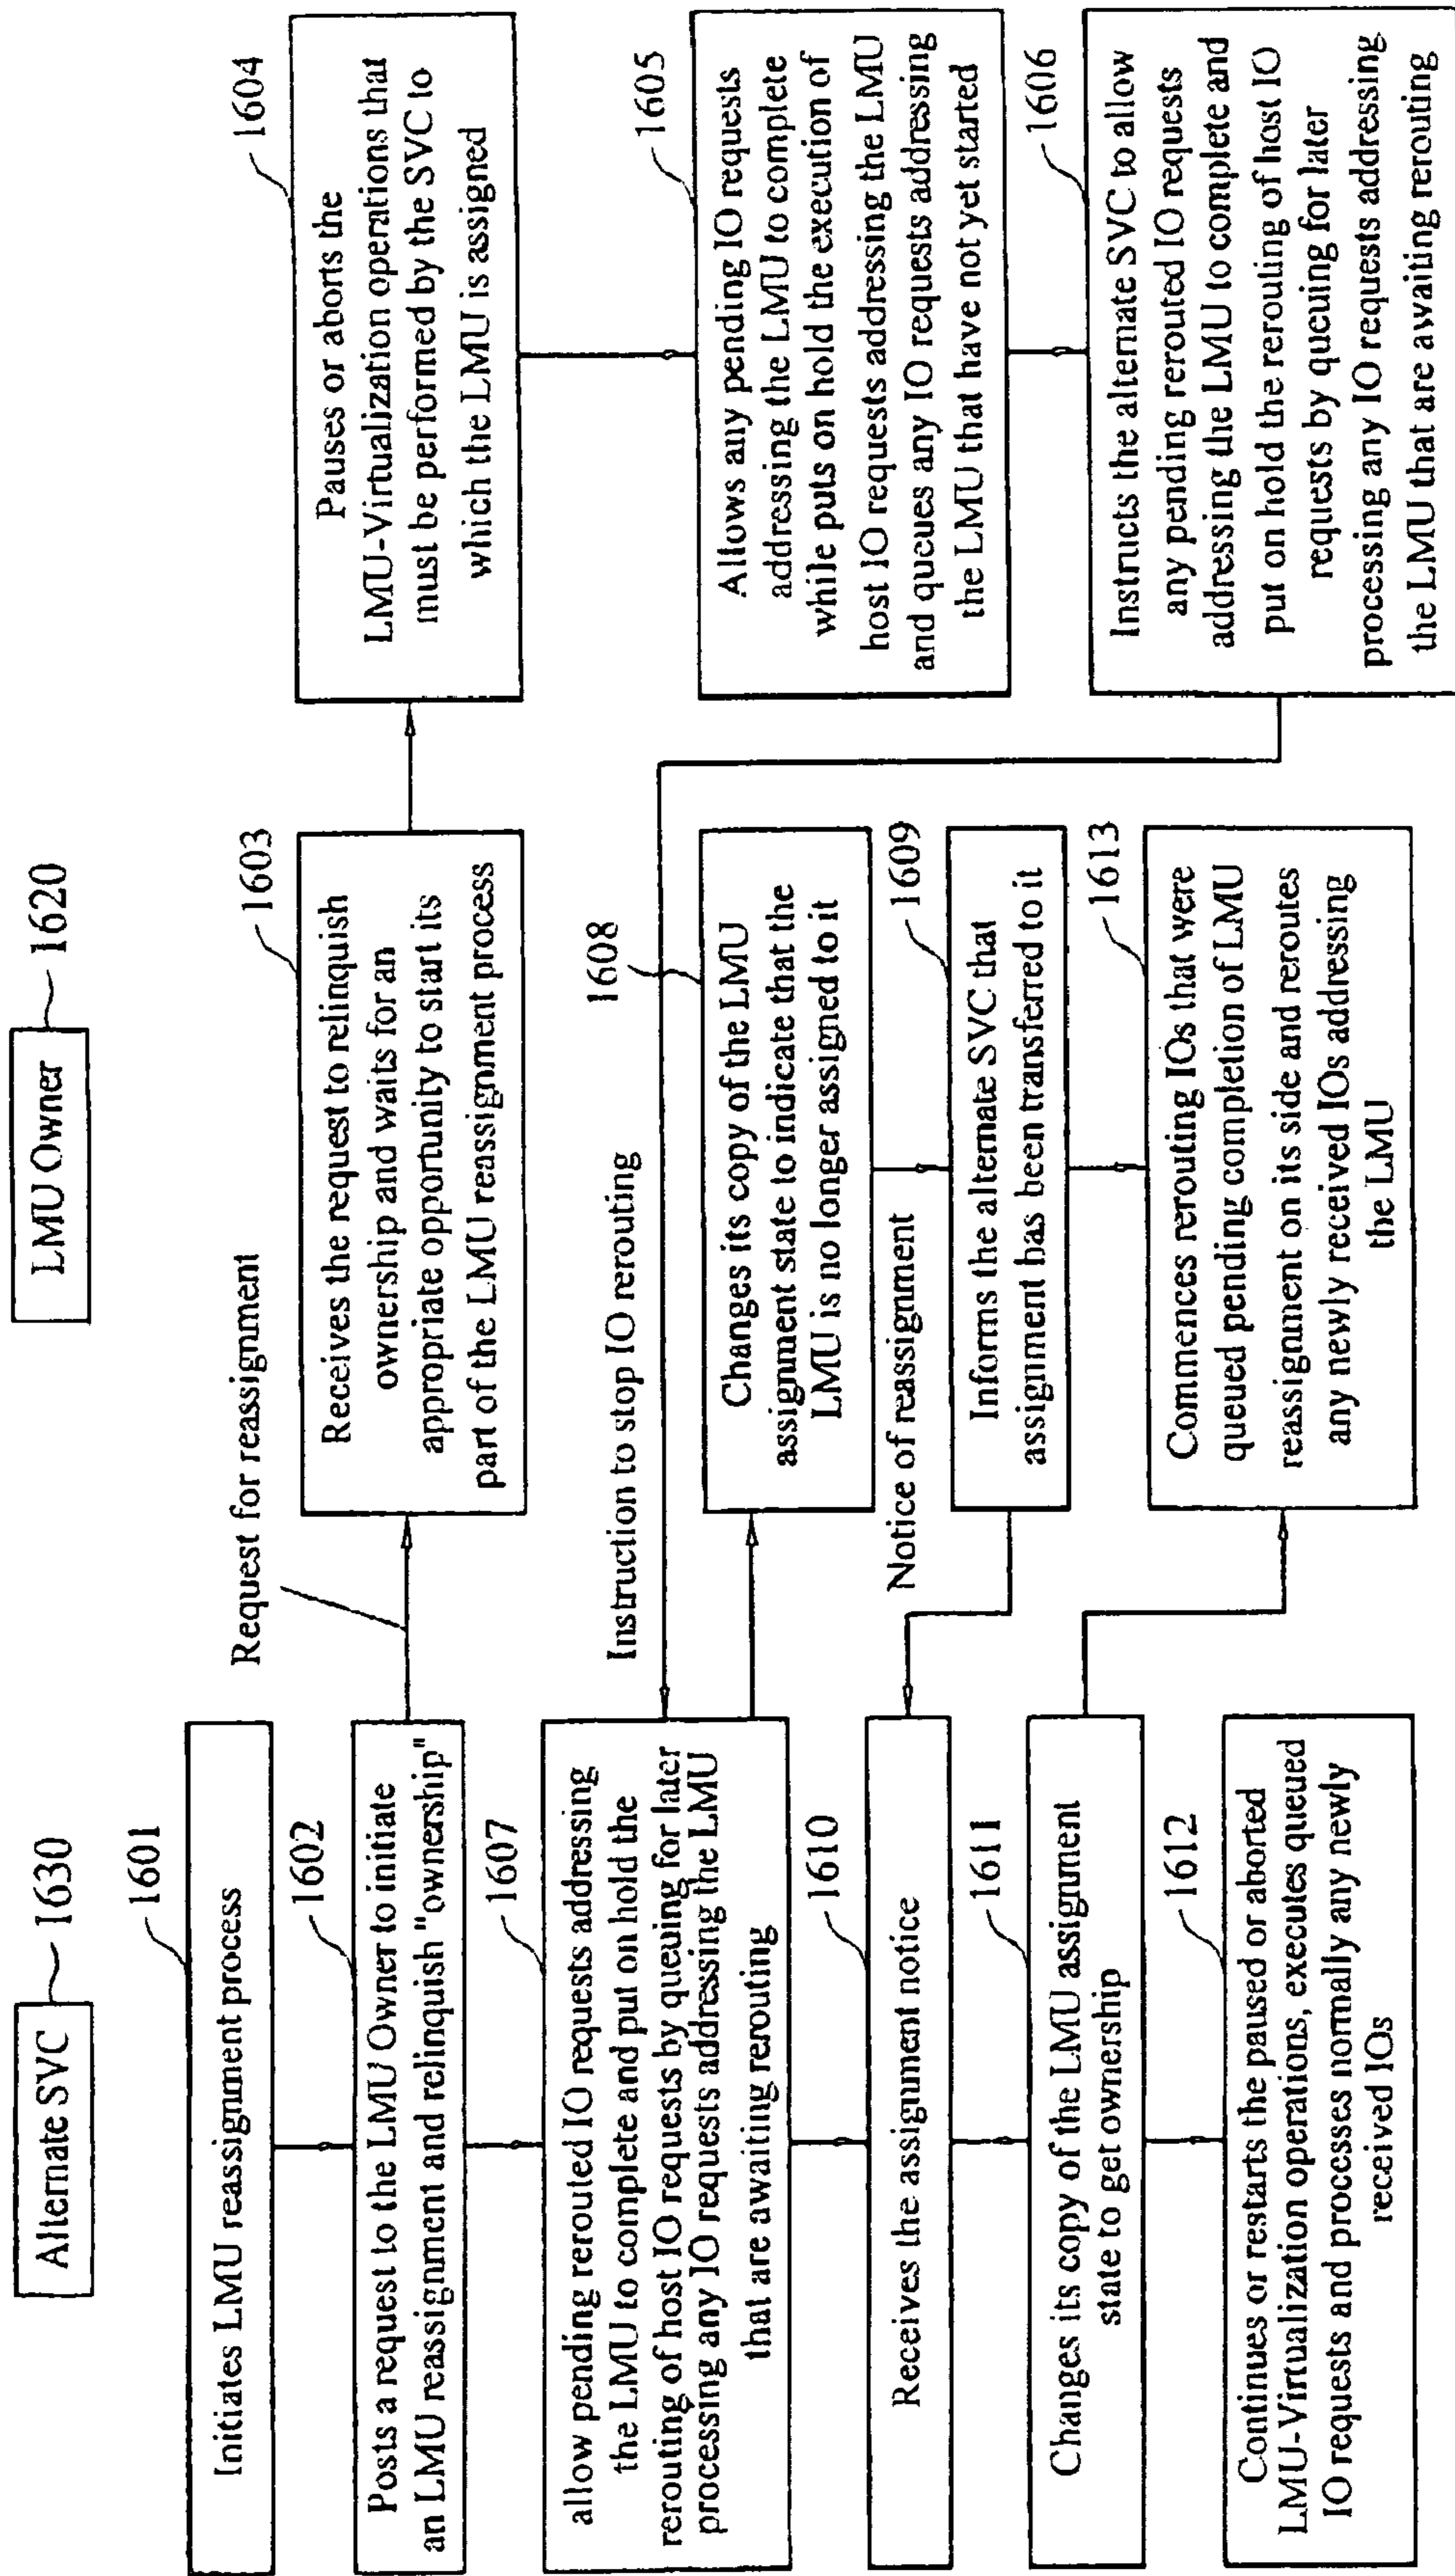 Alternate SVC
1630
LMU Owner
1620
1601
Initiates LMU reassignment process
1602
Posts a request to the LMU Owner to initiate
an LMU reassignment and relinquish "ownership"
Request for reassignment
1603
Receives the request to relinquish
ownership and waits for an
appropriate opportunity to start its
part of the LMU reassignment process
1604
Pauses or aborts the
LMU-Virtualization operations that
must be performed by the SVC to
which the LMU is assigned
1605
Allows any pending IO requests
addressing the LMU to complete
while puts on hold the execution of
host IO requests addressing the LMU
and queues any IO requests addressing
the LMU that have not yet started
1606
Instructs the alternate SVC to allow
any pending rerouted IO requests
addressing the LMU to complete and
put on hold the rerouting of host IO
requests by queuing for later
processing any IO requests addressing
the LMU that are awaiting rerouting
Instruction to stop IO rerouting
1607
allow pending rerouted IO requests addressing
the LMU to complete and put on hold the
rerouting of host IO requests by queuing for later
processing any IO requests addressing the LMU
that are awaiting rerouting
1608
Changes its copy of the LMU
assignment state to indicate that the
LMU is no longer assigned to it
1609
Informs the alternate SVC that
assignment has been transferred to it
Notice of reassignment
1610
Receives the assignment notice
1611
Changes its copy of the LMU assignment
state to get ownership
1612
Continues or restarts the paused or aborted
LMU-Virtualization operations, executes queued
IO requests and processes normally any newly
received IOs
1613
Commences rerouting IOs that were
queued pending completion of LMU
reassignment on its side and reroutes
any newly received IOs addressing
the LMU